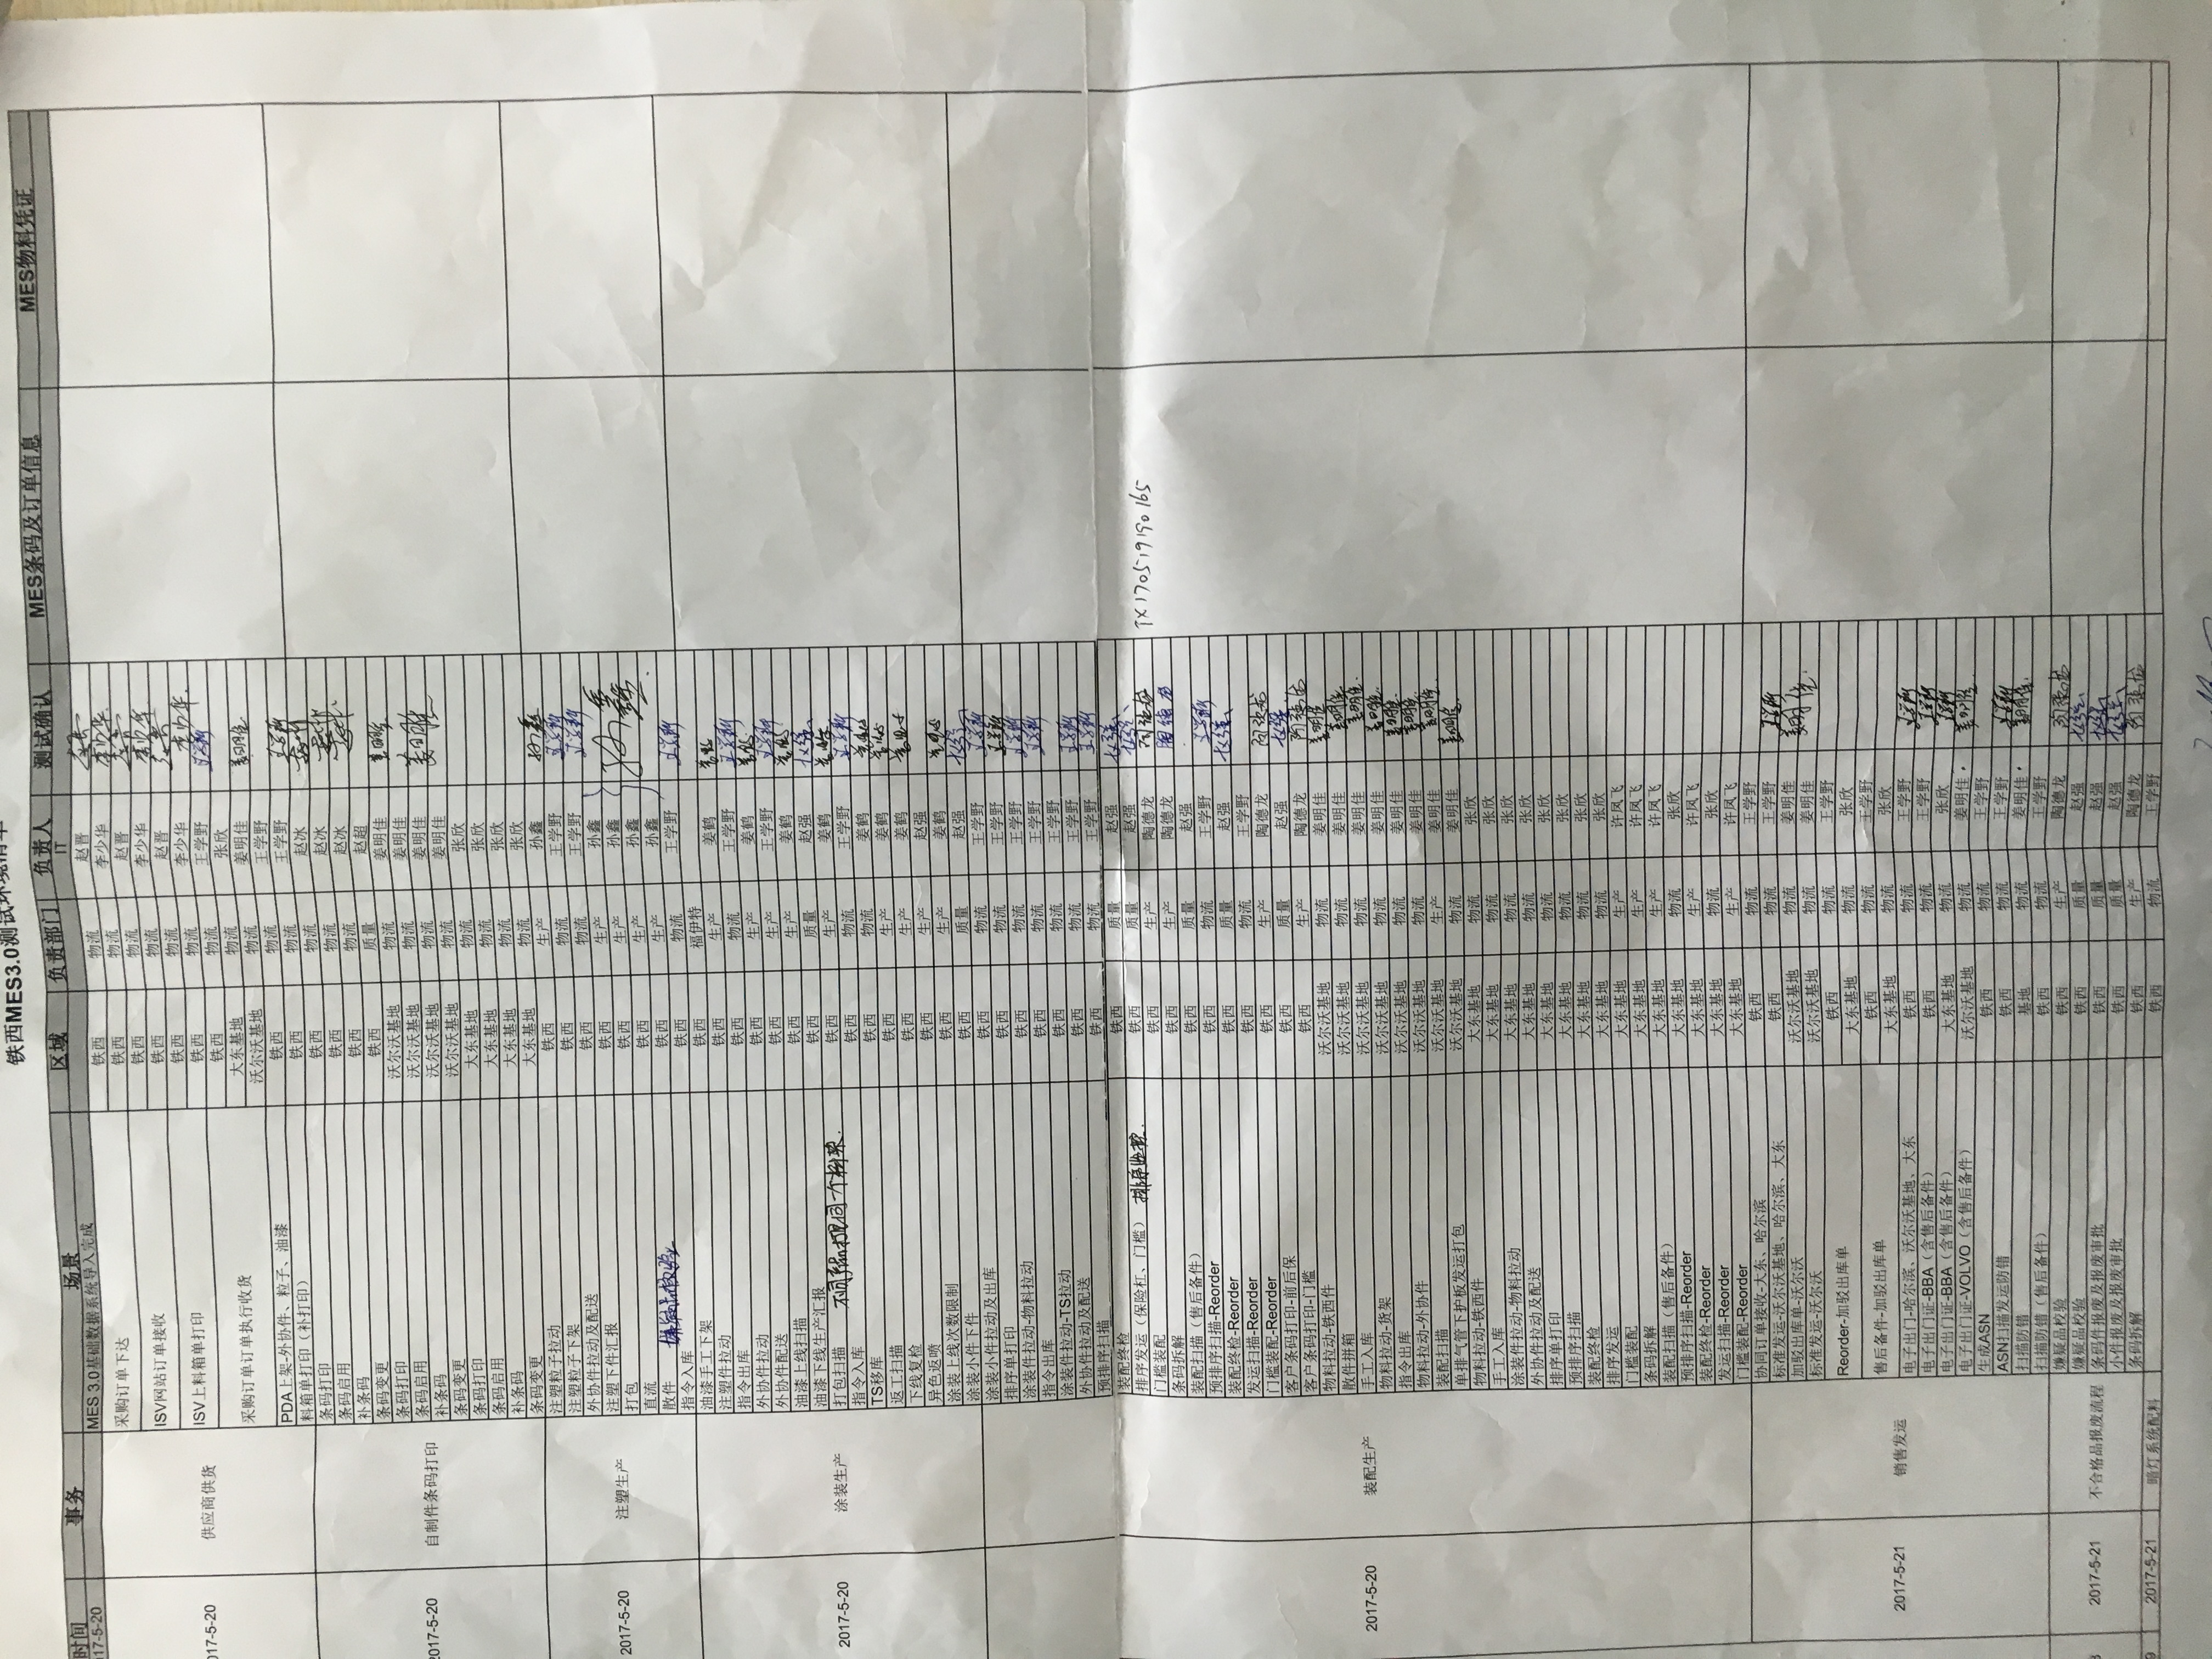 铁西MES3.0测试环境清单
时间 事务 场景 区域 负责部门 负责人 测试确认 MES条码及订单信息 MES物料凭证
017-5-20 MES 3.0基础数据系统导入完成 IT
017-5-20 供应商供货 采购订单下达 铁西 物流 赵晋
铁西 物流 李少华 李少华
ISV网站订单接收 铁西 物流 赵晋
铁西 物流 李少华 李少华
ISV上料箱单打印 铁西 物流 赵晋
铁西 物流 李少华 李少华
采购订单订单执行收货 铁西 物流 王学野 王学野
大东基地 物流 张欣
沃尔沃基地 物流 姜明佳 姜明佳
PDA上架-外协件、粒子、油漆 铁西 物流 王学野
料箱单打印（补打印） 铁西 物流 王学野 王学野
2017-5-20 自制件条码打印 条码打印 铁西 物流 赵冰
条码启用 铁西 物流 赵冰
补条码 铁西 物流 赵冰
条码变更 铁西 质量 赵超
条码打印 沃尔沃基地 物流 姜明佳 姜明佳
条码启用 沃尔沃基地 物流 姜明佳
补条码 沃尔沃基地 物流 姜明佳 姜明佳
条码变更 沃尔沃基地 物流 姜明佳
条码打印 大东基地 物流 张欣
条码启用 大东基地 物流 张欣
补条码 大东基地 物流 张欣
条码变更 大东基地 物流 张欣
2017-5-20 注塑生产 注塑粒子拉动 铁西 生产 孙鑫 孙鑫
注塑粒子下架 铁西 物流 王学野 王学野
外协件拉动及配送 铁西 物流 王学野 王学野
注塑下件汇报 铁西 生产 孙鑫
打包 铁西 生产 孙鑫 孙鑫
直流 铁西 生产 孙鑫
散件 嫌疑品校验 铁西 生产 孙鑫
指令入库 铁西 物流 王学野 王学野
2017-5-20 涂装生产 油漆手工下架 铁西 福伊特
注塑件拉动 铁西 生产 姜鹤 姜鹤
指令出库 铁西 物流 王学野 王学野
外协件拉动 铁西 生产 姜鹤 姜鹤
外协件配送 铁西 生产 王学野 王学野
油漆上线扫描 铁西 生产 姜鹤 姜鹤
油漆下线生产汇报 铁西 质量 赵强 赵强
打包扫描 不同产品打包同一个料架. 铁西 生产 姜鹤 姜鹤
指令入库 铁西 物流 王学野 王学野
TS移库 铁西 物流 姜鹤 姜鹤
返工扫描 铁西 生产 姜鹤 姜鹤
下线复检 铁西 生产 姜鹤 姜鹤
异色返喷 铁西 生产 赵强
涂装上线次数限制 铁西 生产 姜鹤 姜鹤
涂装小件下件 铁西 质量 赵强 赵强
涂装小件拉动及出库 铁西 物流 王学野 王学野
排序单打印 铁西 物流 王学野 王学野
涂装件拉动-物料拉动 铁西 物流 王学野 王学野
指令出库 铁西 物流 王学野 王学野
涂装件拉动-TS拉动 铁西 物流 王学野
外协件拉动及配送 铁西 物流 王学野 王学野
预排序扫描 铁西 物流 王学野 王学野
2017-5-20 装配生产 装配终检 铁西 质量 赵强 赵强
排序发运（保险杠、门槛） 排序监控. 铁西 质量 赵强 赵强
门槛装配 铁西 生产 陶德龙 陶德龙 TX170519190165
条码拆解 铁西 生产 陶德龙 陶德龙
装配扫描（售后备件） 铁西 质量 赵强
预排序扫描-Reorder 铁西 物流 王学野 王学野
装配终检-Reorder 铁西 质量 赵强 赵强
发运扫描-Reorder 铁西 物流 王学野
门槛装配-Reorder 铁西 生产 陶德龙 陶德龙
客户条码打印-前后保 铁西 质量 赵强 赵强
客户条码打印-门槛 铁西 生产 陶德龙 陶德龙
物料拉动-铁西件 沃尔沃基地 物流 姜明佳 姜明佳
散件拼箱 沃尔沃基地 物流 姜明佳 姜明佳
手工入库 沃尔沃基地 物流 姜明佳 姜明佳
物料拉动-货架 沃尔沃基地 物流 姜明佳 姜明佳
指令出库 沃尔沃基地 物流 姜明佳 姜明佳
物料拉动-外协件 沃尔沃基地 物流 姜明佳 姜明佳
装配扫描 沃尔沃基地 生产 姜明佳 姜明佳
单排气管下护板发运打包 沃尔沃基地 物流 姜明佳 姜明佳
物料拉动-铁西件 大东基地 物流 张欣
手工入库 大东基地 物流 张欣
涂装件拉动-物料拉动 大东基地 物流 张欣
外协件拉动及配送 大东基地 物流 张欣
排序单打印 大东基地 物流 张欣
预排序扫描 大东基地 物流 张欣
装配终检 大东基地 物流 张欣
排序发运 大东基地 物流 张欣
门槛装配 大东基地 生产 许凤飞
条码拆解 大东基地 生产 许凤飞
装配扫描（售后备件） 大东基地 生产 许凤飞
预排序扫描-Reorder 大东基地 物流 张欣
装配终检-Reorder 大东基地 生产 许凤飞
发运扫描-Reorder 大东基地 物流 张欣
门槛装配-Reorder 大东基地 生产 许凤飞
2017-5-21 销售发运 协同订单接收-大东、哈尔滨 铁西 物流 王学野
标准发运-沃尔沃基地、哈尔滨、大东 铁西 物流 王学野 王学野
加驳出库单-沃尔沃 沃尔沃基地 物流 姜明佳 姜明佳
标准发运-沃尔沃 沃尔沃基地 物流 姜明佳
Reorder-加驳出库单 铁西 物流 王学野
大东基地 物流 张欣
售后备件-加驳出库单 铁西 物流 王学野
大东基地 物流 张欣
电子出门-哈尔滨、沃尔沃基地、大东 铁西 物流 王学野 王学野
电子出门证-BBA（含售后备件） 铁西 物流 王学野 王学野
电子出门证-BBA（含售后备件） 大东基地 物流 张欣 王学野
电子出门证-VOLVO（含售后备件） 沃尔沃基地 物流 姜明佳 姜明佳
生成ASN 铁西 物流 王学野
ASN扫描发运防错 铁西 物流 王学野 王学野
扫描防错 基地 物流 姜明佳 姜明佳
扫描防错（售后备件） 铁西 物流 王学野
8 2017-5-21 不合格品报废流程 嫌疑品校验 铁西 生产 陶德龙 陶德龙
嫌疑品校验 铁西 质量 赵强 赵强
条码件报废及报废审批 铁西 质量 赵强 赵强
小件报废及报废审批 铁西 质量 赵强 赵强
条码拆解 铁西 生产 陶德龙 陶德龙
9 2017-5-21 暗灯系统配料 铁西 物流 王学野